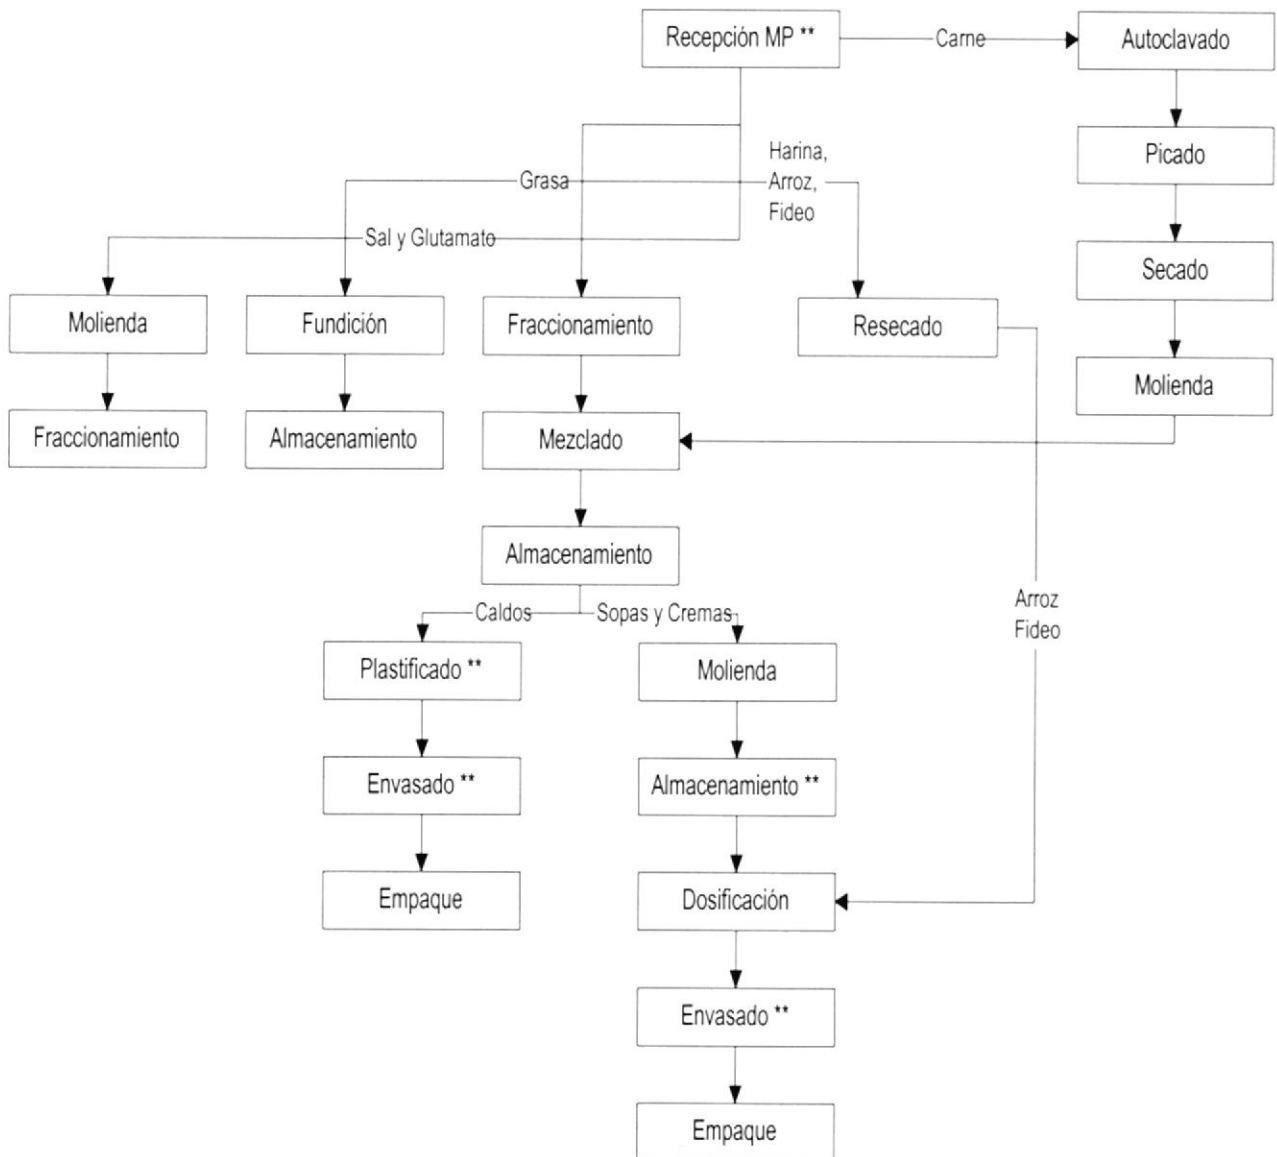 Recepción MP **
Carne
Autoclavado
Picado
Harina,
Arroz,
Fideo
Grasa
Sal y Glutamato
Secado
Molienda
Fundición
Fraccionamiento
Resecado
Molienda
Fraccionamiento
Almacenamiento
Mezclado
Almacenamiento
Caldos
Sopas y Cremas
Arroz
Fideo
Plastificado **
Molienda
Envasado **
Almacenamiento **
Empaque
Dosificación
Envasado **
Empaque